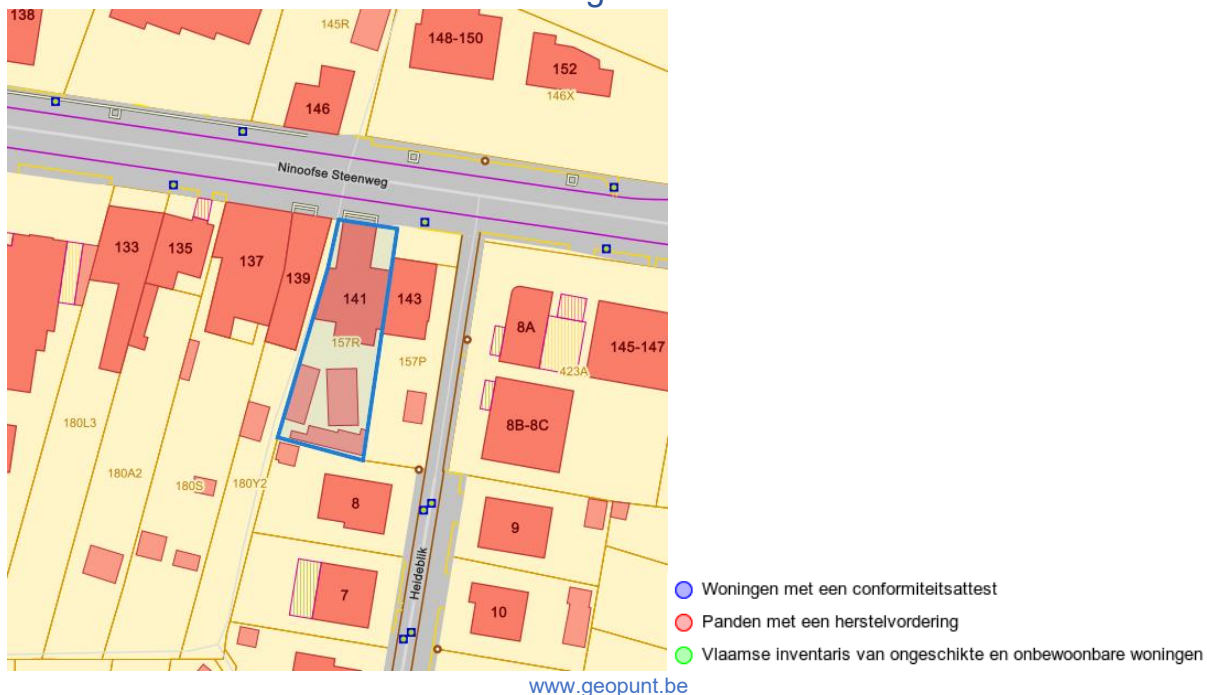 138
145R
148-150
152
146X
146
Ninoofse Steenweg
133
135
137
139
141
143
157R
157P
8A
145-147
423A
8B-8C
180L3
180A2
180S
180Y2
8
9
7
10
Heideblik
Woningen met een conformiteitsattest
Panden met een herstelvordering
Vlaamse inventaris van ongeschikte en onbewoonbare woningen
www.geopunt.be